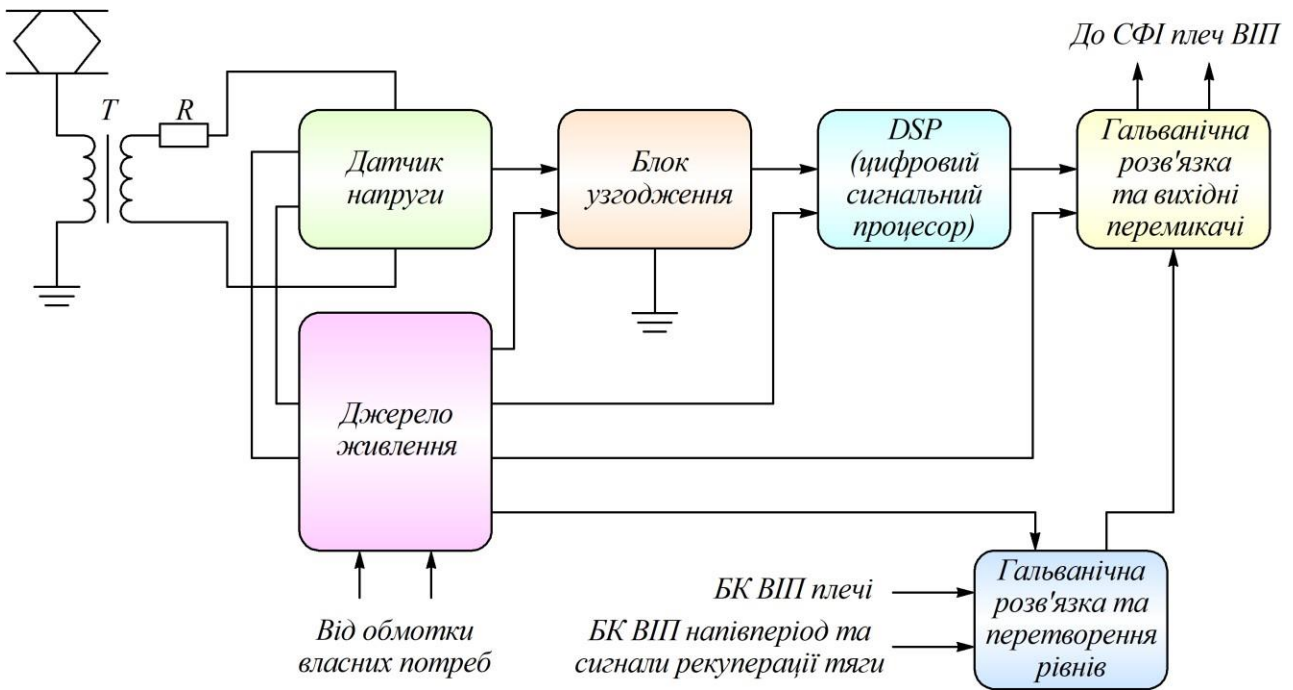 До СФІ плеч ВІП
T
R
Датчик
напруги
Блок
узгодження
DSP
(цифровий
сигнальний
процесор)
Гальванічна
розв'язка
та вихідні
перемикачі
Джерело
живлення
Від обмотки
власних потреб
БК ВІП плечі
БК ВІП напівперіод та
сигнали рекуперації тяги
Гальванічна
розв'язка та
перетворення
рівнів